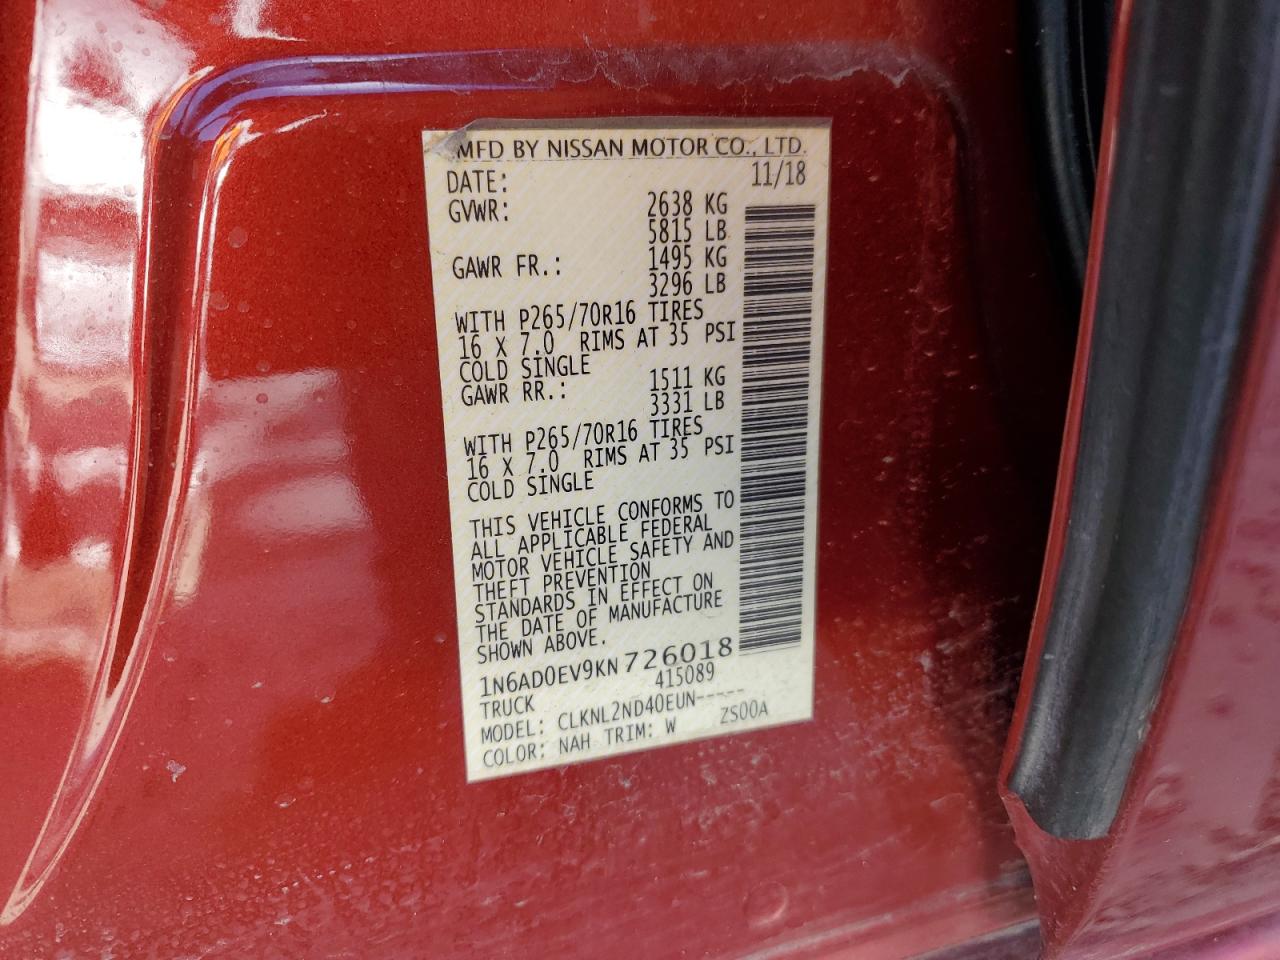 MFD BY NISSAN MOTOR CO., LTD.
DATE: 11/18
GVWR: 2638 KG
5815 LB
GAWR FR.: 1495 KG
3296 LB
WITH P265/70R16 TIRES
16 X 7.0 RIMS AT 35 PSI
COLD SINGLE
GAWR RR.: 1511 KG
3331 LB
WITH P265/70R16 TIRES
16 X 7.0 RIMS AT 35 PSI
COLD SINGLE
THIS VEHICLE CONFORMS TO
ALL APPLICABLE FEDERAL
MOTOR VEHICLE SAFETY AND
THEFT PREVENTION
STANDARDS IN EFFECT ON
THE DATE OF MANUFACTURE
SHOWN ABOVE.
1N6AD0EV9KN726018
TRUCK 415089
MODEL: CLKNL2ND40EUN-----
COLOR: NAH TRIM: W ZS00A